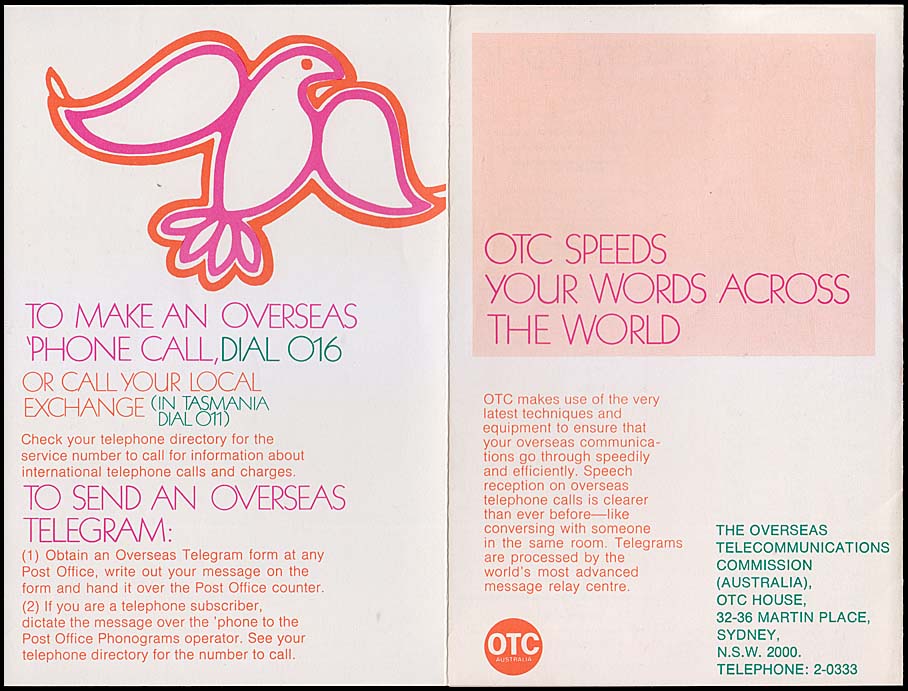 TO MAKE AN OVERSEAS
'PHONE CALL, DIAL 016
OR CALL YOUR LOCAL
EXCHANGE (IN TASMANIA
DIAL 011)
Check your telephone directory for the
service number to call for information about
international telephone calls and charges.
TO SEND AN OVERSEAS
TELEGRAM:
(1) Obtain an Overseas Telegram form at any
Post Office, write out your message on the
form and hand it over the Post Office counter.
(2) If you are a telephone subscriber,
dictate the message over the 'phone to the
Post Office Phonograms operator. See your
telephone directory for the number to call.
OTC SPEEDS
YOUR WORDS ACROSS
THE WORLD
OTC makes use of the very
latest techniques and
equipment to ensure that
your overseas communica-
tions go through speedily
and efficiently. Speech
reception on overseas
telephone calls is clearer
than ever before—like
conversing with someone
in the same room. Telegrams
are processed by the
world's most advanced
message relay centre.
OTC
AUSTRALIA
THE OVERSEAS
TELECOMMUNICATIONS
COMMISSION
(AUSTRALIA),
OTC HOUSE,
32-36 MARTIN PLACE,
SYDNEY,
N.S.W. 2000.
TELEPHONE: 2-0333